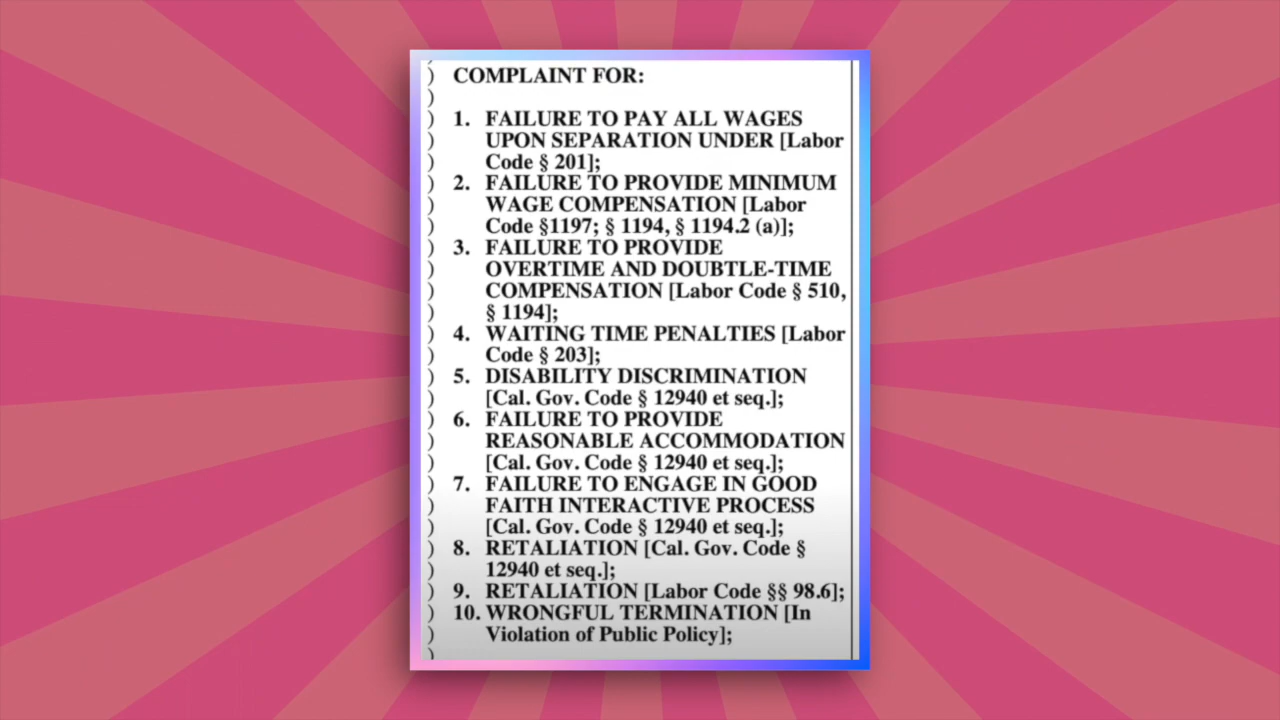 ) COMPLAINT FOR:
)
) 1. FAILURE TO PAY ALL WAGES
) UPON SEPARATION UNDER [Labor
) Code § 201];
) 2. FAILURE TO PROVIDE MINIMUM
) WAGE COMPENSATION [Labor
) Code §1197; § 1194, § 1194.2 (a)];
) 3. FAILURE TO PROVIDE
) OVERTIME AND DOUBTLE-TIME
) COMPENSATION [Labor Code § 510,
) § 1194];
) 4. WAITING TIME PENALTIES [Labor
) Code § 203];
) 5. DISABILITY DISCRIMINATION
) [Cal. Gov. Code § 12940 et seq.];
) 6. FAILURE TO PROVIDE
) REASONABLE ACCOMMODATION
) [Cal. Gov. Code § 12940 et seq.];
) 7. FAILURE TO ENGAGE IN GOOD
) FAITH INTERACTIVE PROCESS
) [Cal. Gov. Code § 12940 et seq.];
) 8. RETALIATION [Cal. Gov. Code §
) 12940 et seq.];
) 9. RETALIATION [Labor Code §§ 98.6];
) 10. WRONGFUL TERMINATION [In
) Violation of Public Policy];
)